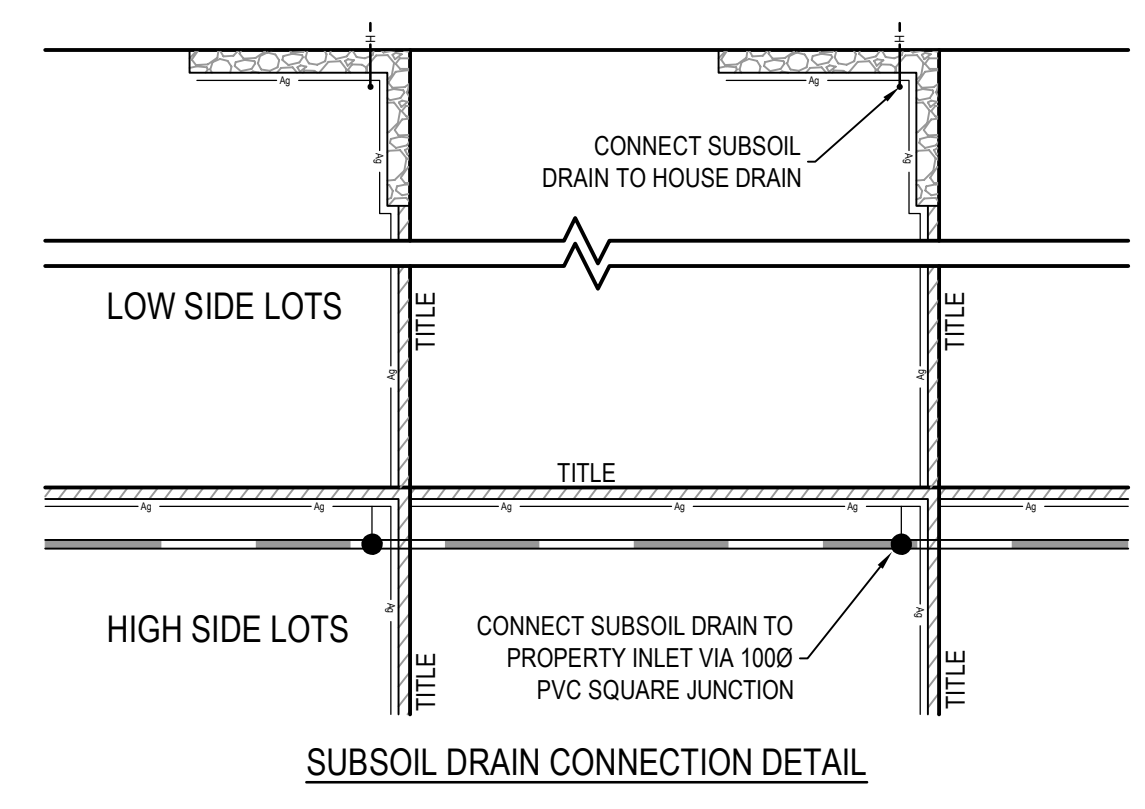 H
H
Ag
Ag
Ag
Ag
CONNECT SUBSOIL
DRAIN TO HOUSE DRAIN
LOW SIDE LOTS
TITLE
TITLE
Ag
Ag
TITLE
Ag
Ag
Ag
Ag
Ag
Ag
HIGH SIDE LOTS
Ag
Ag
TITLE
TITLE
CONNECT SUBSOIL DRAIN TO
PROPERTY INLET VIA 100Ø
PVC SQUARE JUNCTION
SUBSOIL DRAIN CONNECTION DETAIL